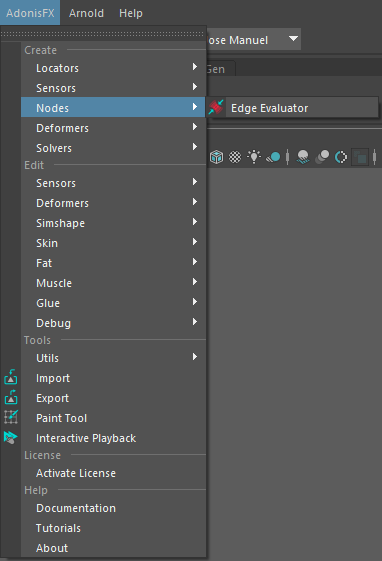 AdonisFX Arnold Help
ose Manuel
Create
Gen
Locators
Sensors
Nodes
Edge Evaluator
Deformers
Solvers
Edit
Sensors
Deformers
Simshape
Skin
Fat
Muscle
Glue
Debug
Tools
Utils
Import
Export
Paint Tool
Interactive Playback
License
Activate License
Help
Documentation
Tutorials
About